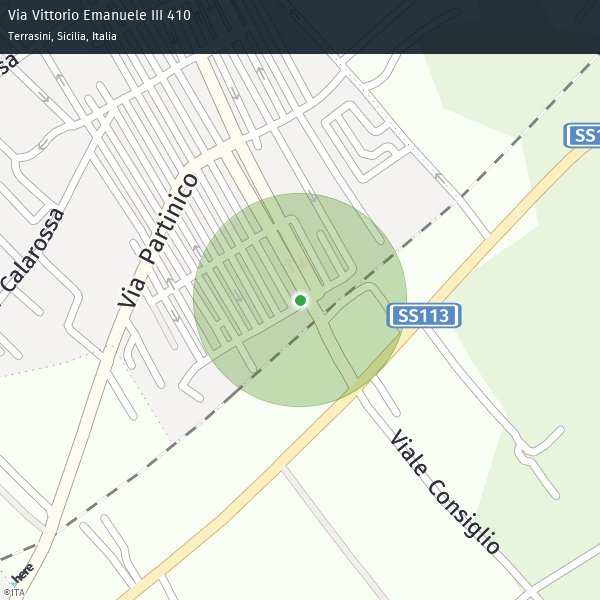 Via Vittorio Emanuele III 410
Terrasini, Sicilia, Italia
sa
SS1
Via Partinico
Calarossa
SS113
Viale Consiglio
here
©ITA